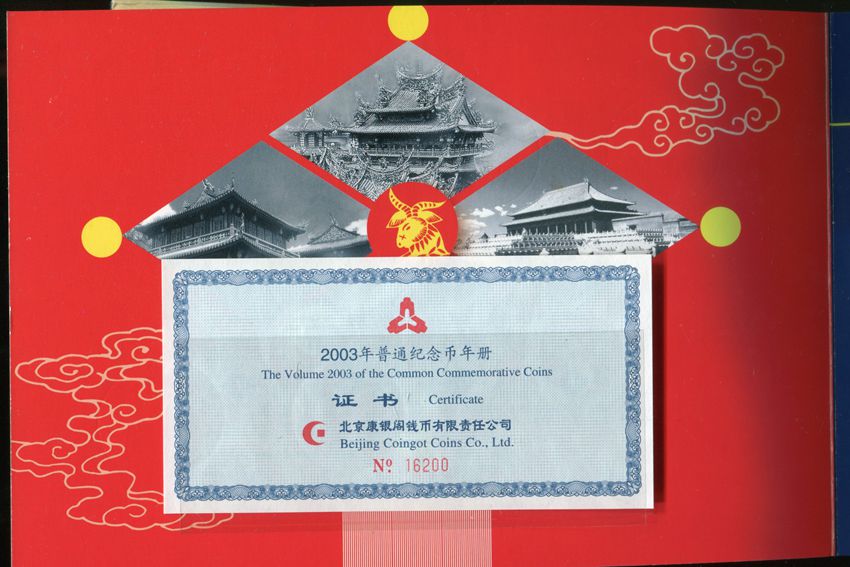 2003年普通纪念币年册
The Volume 2003 of the Common Commemorative Coins
证书 Certificate
北京康银阁钱币有限责任公司
Beijing Coingot Coins Co., Ltd.
Nº 16200